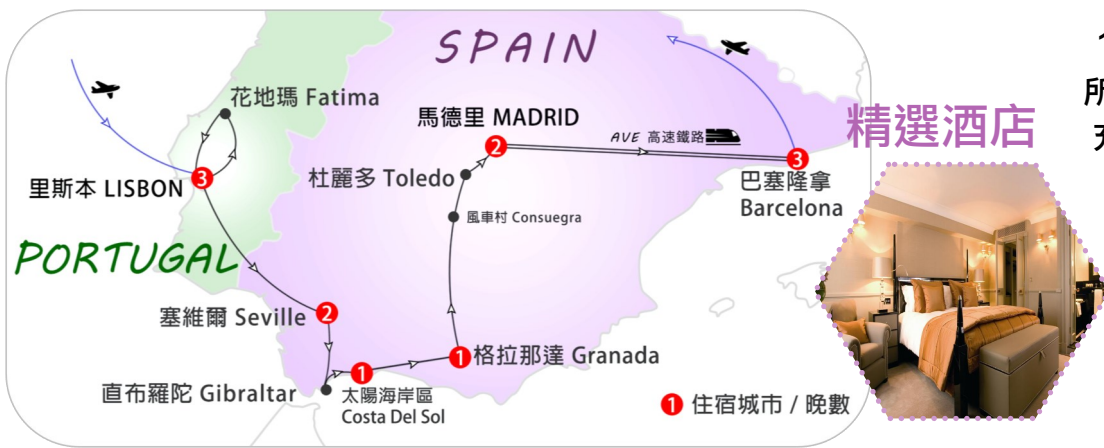 SPAIN
花地瑪 Fatima
馬德里 MADRID
2
AVE 高速鐵路
3
里斯本 LISBON
3
杜麗多 Toledo
巴塞隆拿
Barcelona
風車村 Consuegra
PORTUGAL
塞維爾 Seville
2
1
1
格拉那達 Granada
直布羅陀 Gibraltar
太陽海岸區
Costa Del Sol
1 住宿城市 / 晚數
精選酒店
所